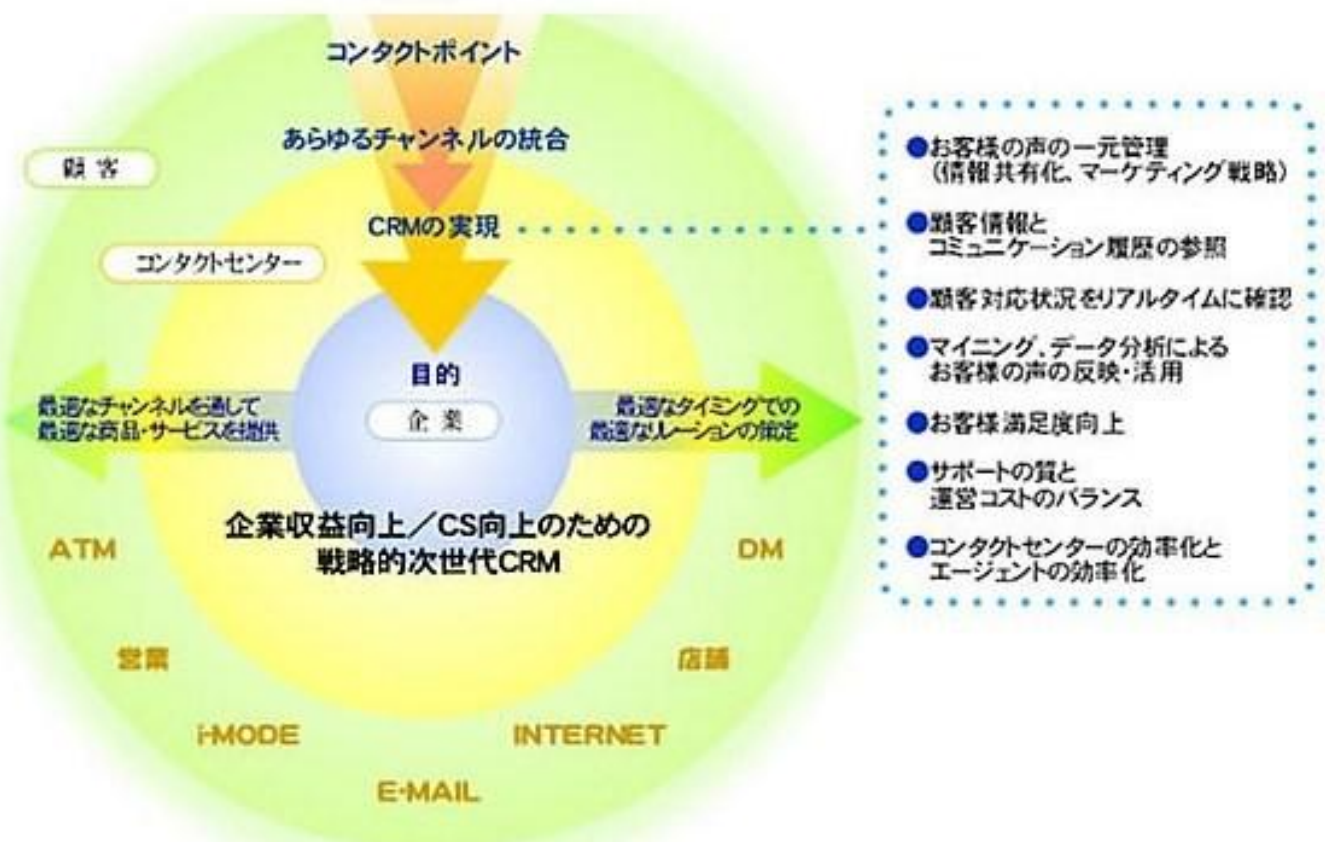 コンタクトポイント
あらゆるチャンネルの統合
顧客
CRMの実現
コンタクトセンター
目的
企業
最適なチャンネルを通して
最適な商品・サービスを提供
最適なタイミングでの
最適なリレーションの策定
企業収益向上／CS向上のための
戦略的次世代CRM
ATM
DM
営業
店舗
i-MODE
INTERNET
E-MAIL
●お客様の声の一元管理
(情報共有化、マーケティング戦略)
●顧客情報と
コミュニケーション履歴の参照
●顧客対応状況をリアルタイムに確認
●マイニング、データ分析による
お客様の声の反映・活用
●お客様満足度向上
●サポートの質と
運営コストのバランス
●コンタクトセンターの効率化と
エージェントの効率化